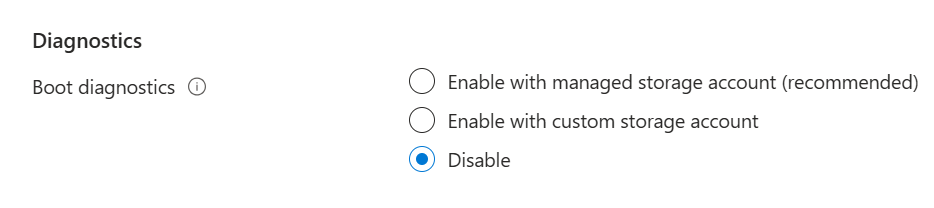 Diagnostics
Boot diagnostics
Enable with managed storage account (recommended)
Enable with custom storage account
Disable